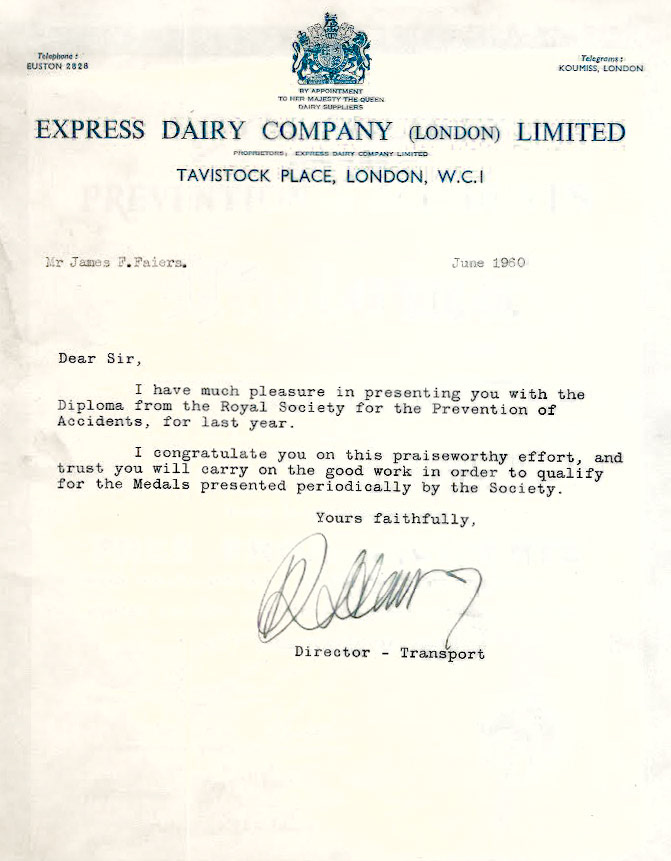 Telephone :
EUSTON 2828
Telegrams :
KOUMISS, LONDON
BY APPOINTMENT
TO HER MAJESTY THE QUEEN
DAIRY SUPPLIERS
EXPRESS DAIRY COMPANY (LONDON) LIMITED
PROPRIETORS; EXPRESS DAIRY COMPANY LIMITED
TAVISTOCK PLACE, LONDON, W.C.1
Mr James F.Faiers.
June 1960
Dear Sir,
I have much pleasure in presenting you with the
Diploma from the Royal Society for the Prevention of
Accidents, for last year.
I congratulate you on this praiseworthy effort, and
trust you will carry on the good work in order to qualify
for the Medals presented periodically by the Society.
Yours faithfully,
Director - Transport